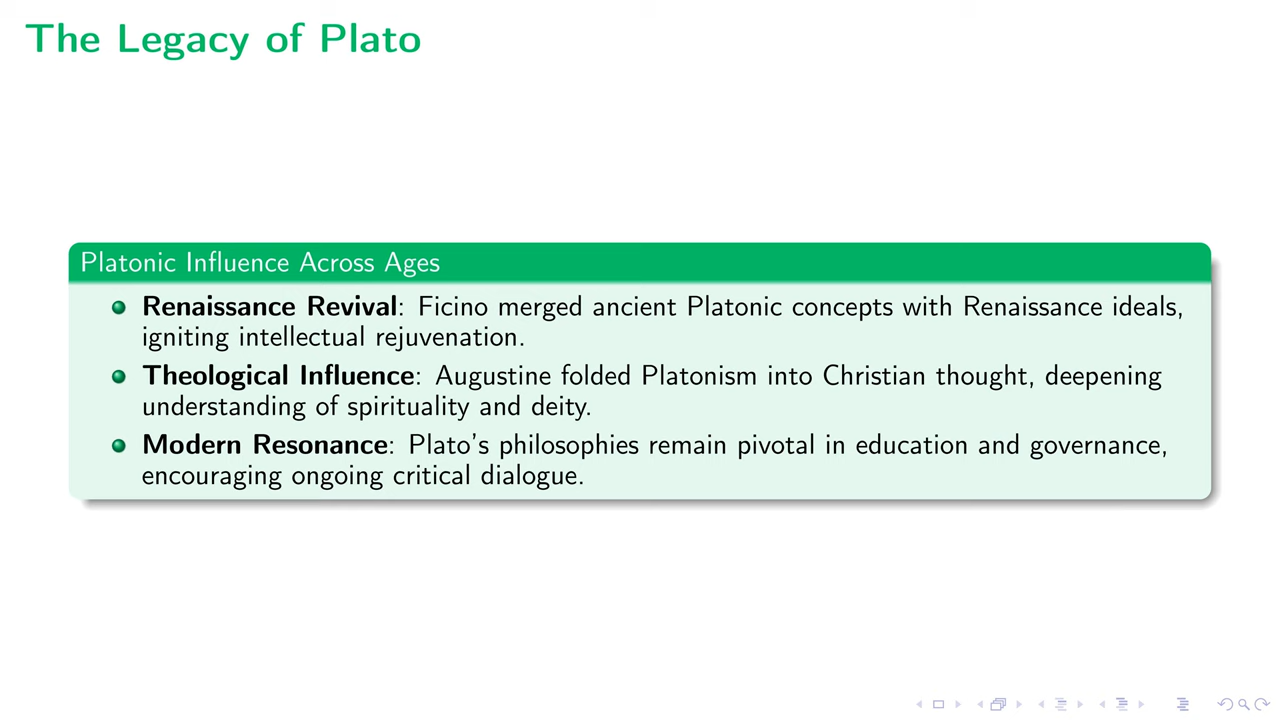 The Legacy of Plato
Platonic Influence Across Ages
Renaissance Revival: Ficino merged ancient Platonic concepts with Renaissance ideals,
igniting intellectual rejuvenation.
Theological Influence: Augustine folded Platonism into Christian thought, deepening
understanding of spirituality and deity.
Modern Resonance: Plato's philosophies remain pivotal in education and governance,
encouraging ongoing critical dialogue.